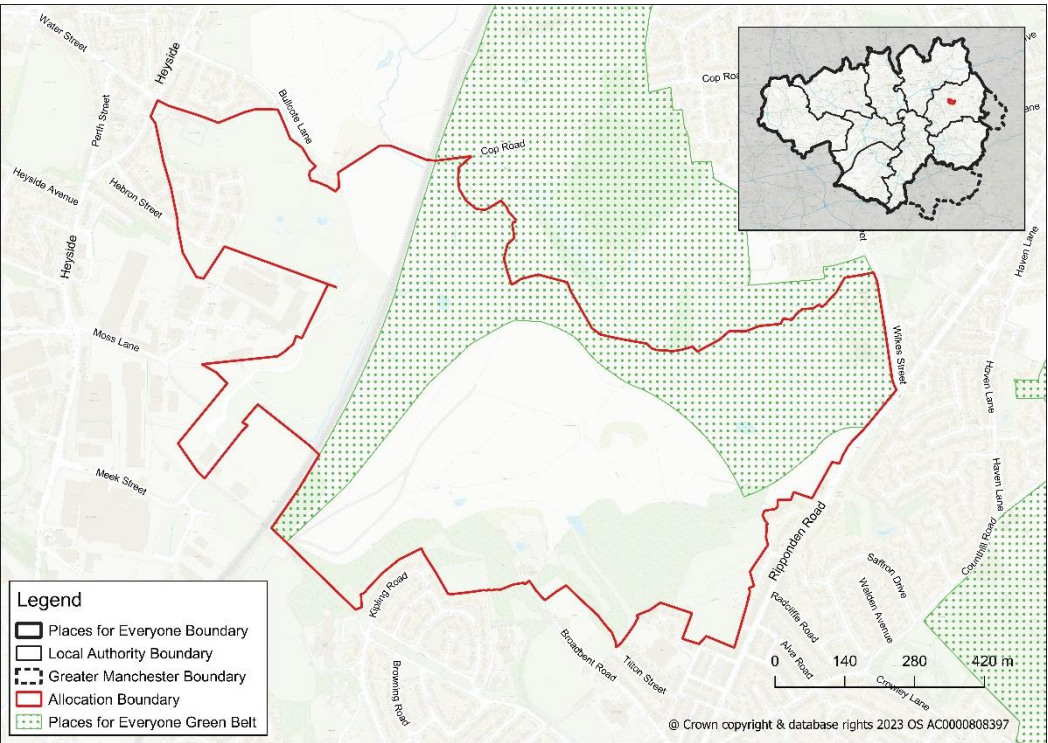 Water Street
Heyside
Perth Street
Bullcote Lane
Heyside Avenue
Hebron Street
Heyside
Moss Lane
Meek Street
Cop Road
Cop Road
Haven Lane
Wilkes Street
Haven Lane
Haven Lane
Counthill Road
Ripponden Road
Saffron Drive
Walden Avenue
Radcliffe Road
Alva Road
Crowley Lane
Kipling Road
Browning Road
Broadbent Road
Tilton Street
0 140 280 420 m
Legend
Places for Everyone Boundary
Local Authority Boundary
Greater Manchester Boundary
Allocation Boundary
Places for Everyone Green Belt
@ Crown copyright & database rights 2023 OS AC0000808397